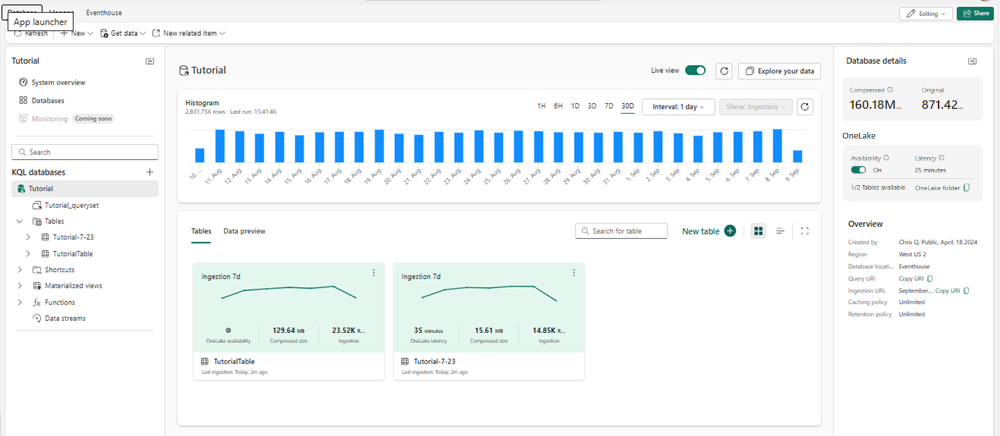 Manage Eventhouse
App launcher
Editing Share
Refresh New Get data New related item
Tutorial
System overview
Databases
Monitoring Coming soon
Search
KQL databases
Tutorial
Tutorial_queryset
Tables
Tutorial-7-23
TutorialTable
Shortcuts
Materialized views
Functions
Data streams
Tutorial
Live view Explore your data
Histogram
2,831,756 rows · Last run: 15:41:46
1H 6H 1D 3D 7D 30D Interval: 1 day Show: Ingestion
10. ... 11. Aug 12. Aug 13. Aug 14. Aug 15. Aug 16. Aug 17. Aug 18. Aug 19. Aug 20. Aug 21. Aug 22. Aug 23. Aug 24. Aug 25. Aug 26. Aug 27. Aug 28. Aug 29. Aug 30. Aug 31. Aug 1. Sep 2. Sep 3. Sep 4. Sep 5. Sep 6. Sep 7. Sep 8. Sep 9. Sep
Tables Data preview Search for table New table
Ingestion 7d
129.64 MB 23.52K R...
OneLake availability Compressed size Ingestion
TutorialTable
Last ingestion: Today, 2m ago
Ingestion 7d
35 minutes 15.61 MB 14.85K R...
OneLake latency Compressed size Ingestion
Tutorial-7-23
Last ingestion: Today, 2m ago
Database details
Compressed Original
160.18M... 871.42...
OneLake
Availability Latency
On 25 minutes
1/2 Tables available OneLake folder
Overview
Created by Chris Q, Public, April, 18 2024
Region West US 2
Database locati... Eventhouse
Query URI Copy URI
Ingestion URL September,... Copy URI
Caching policy Unlimited
Retention policy Unlimited